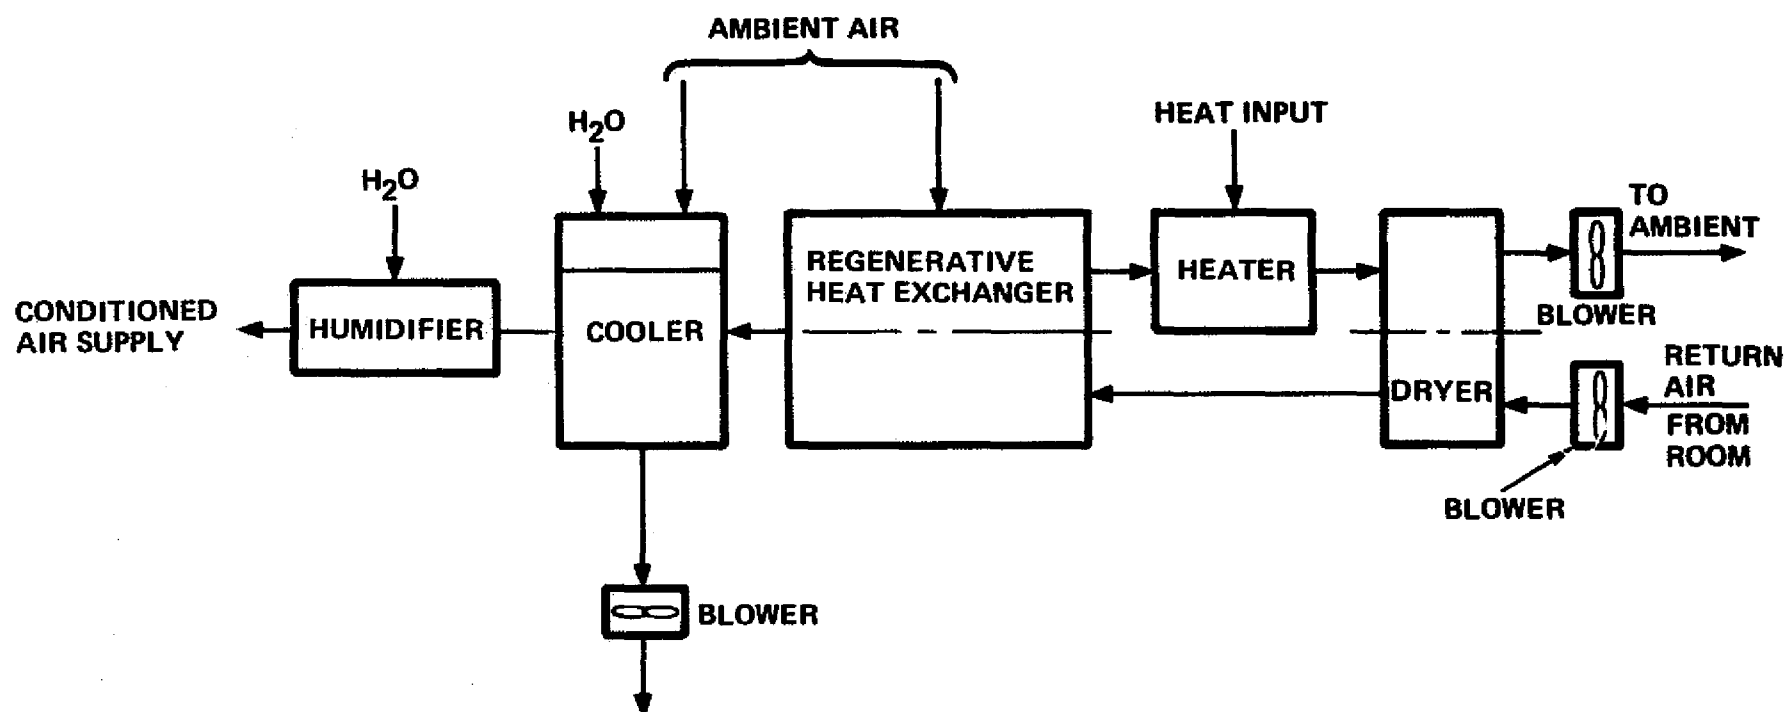 AMBIENT AIR
HEAT INPUT
H₂O
H₂O
TO
AMBIENT
REGENERATIVE
HEAT EXCHANGER
HEATER
BLOWER
CONDITIONED
AIR SUPPLY
HUMIDIFIER
COOLER
RETURN
AIR
FROM
ROOM
DRYER
BLOWER
BLOWER